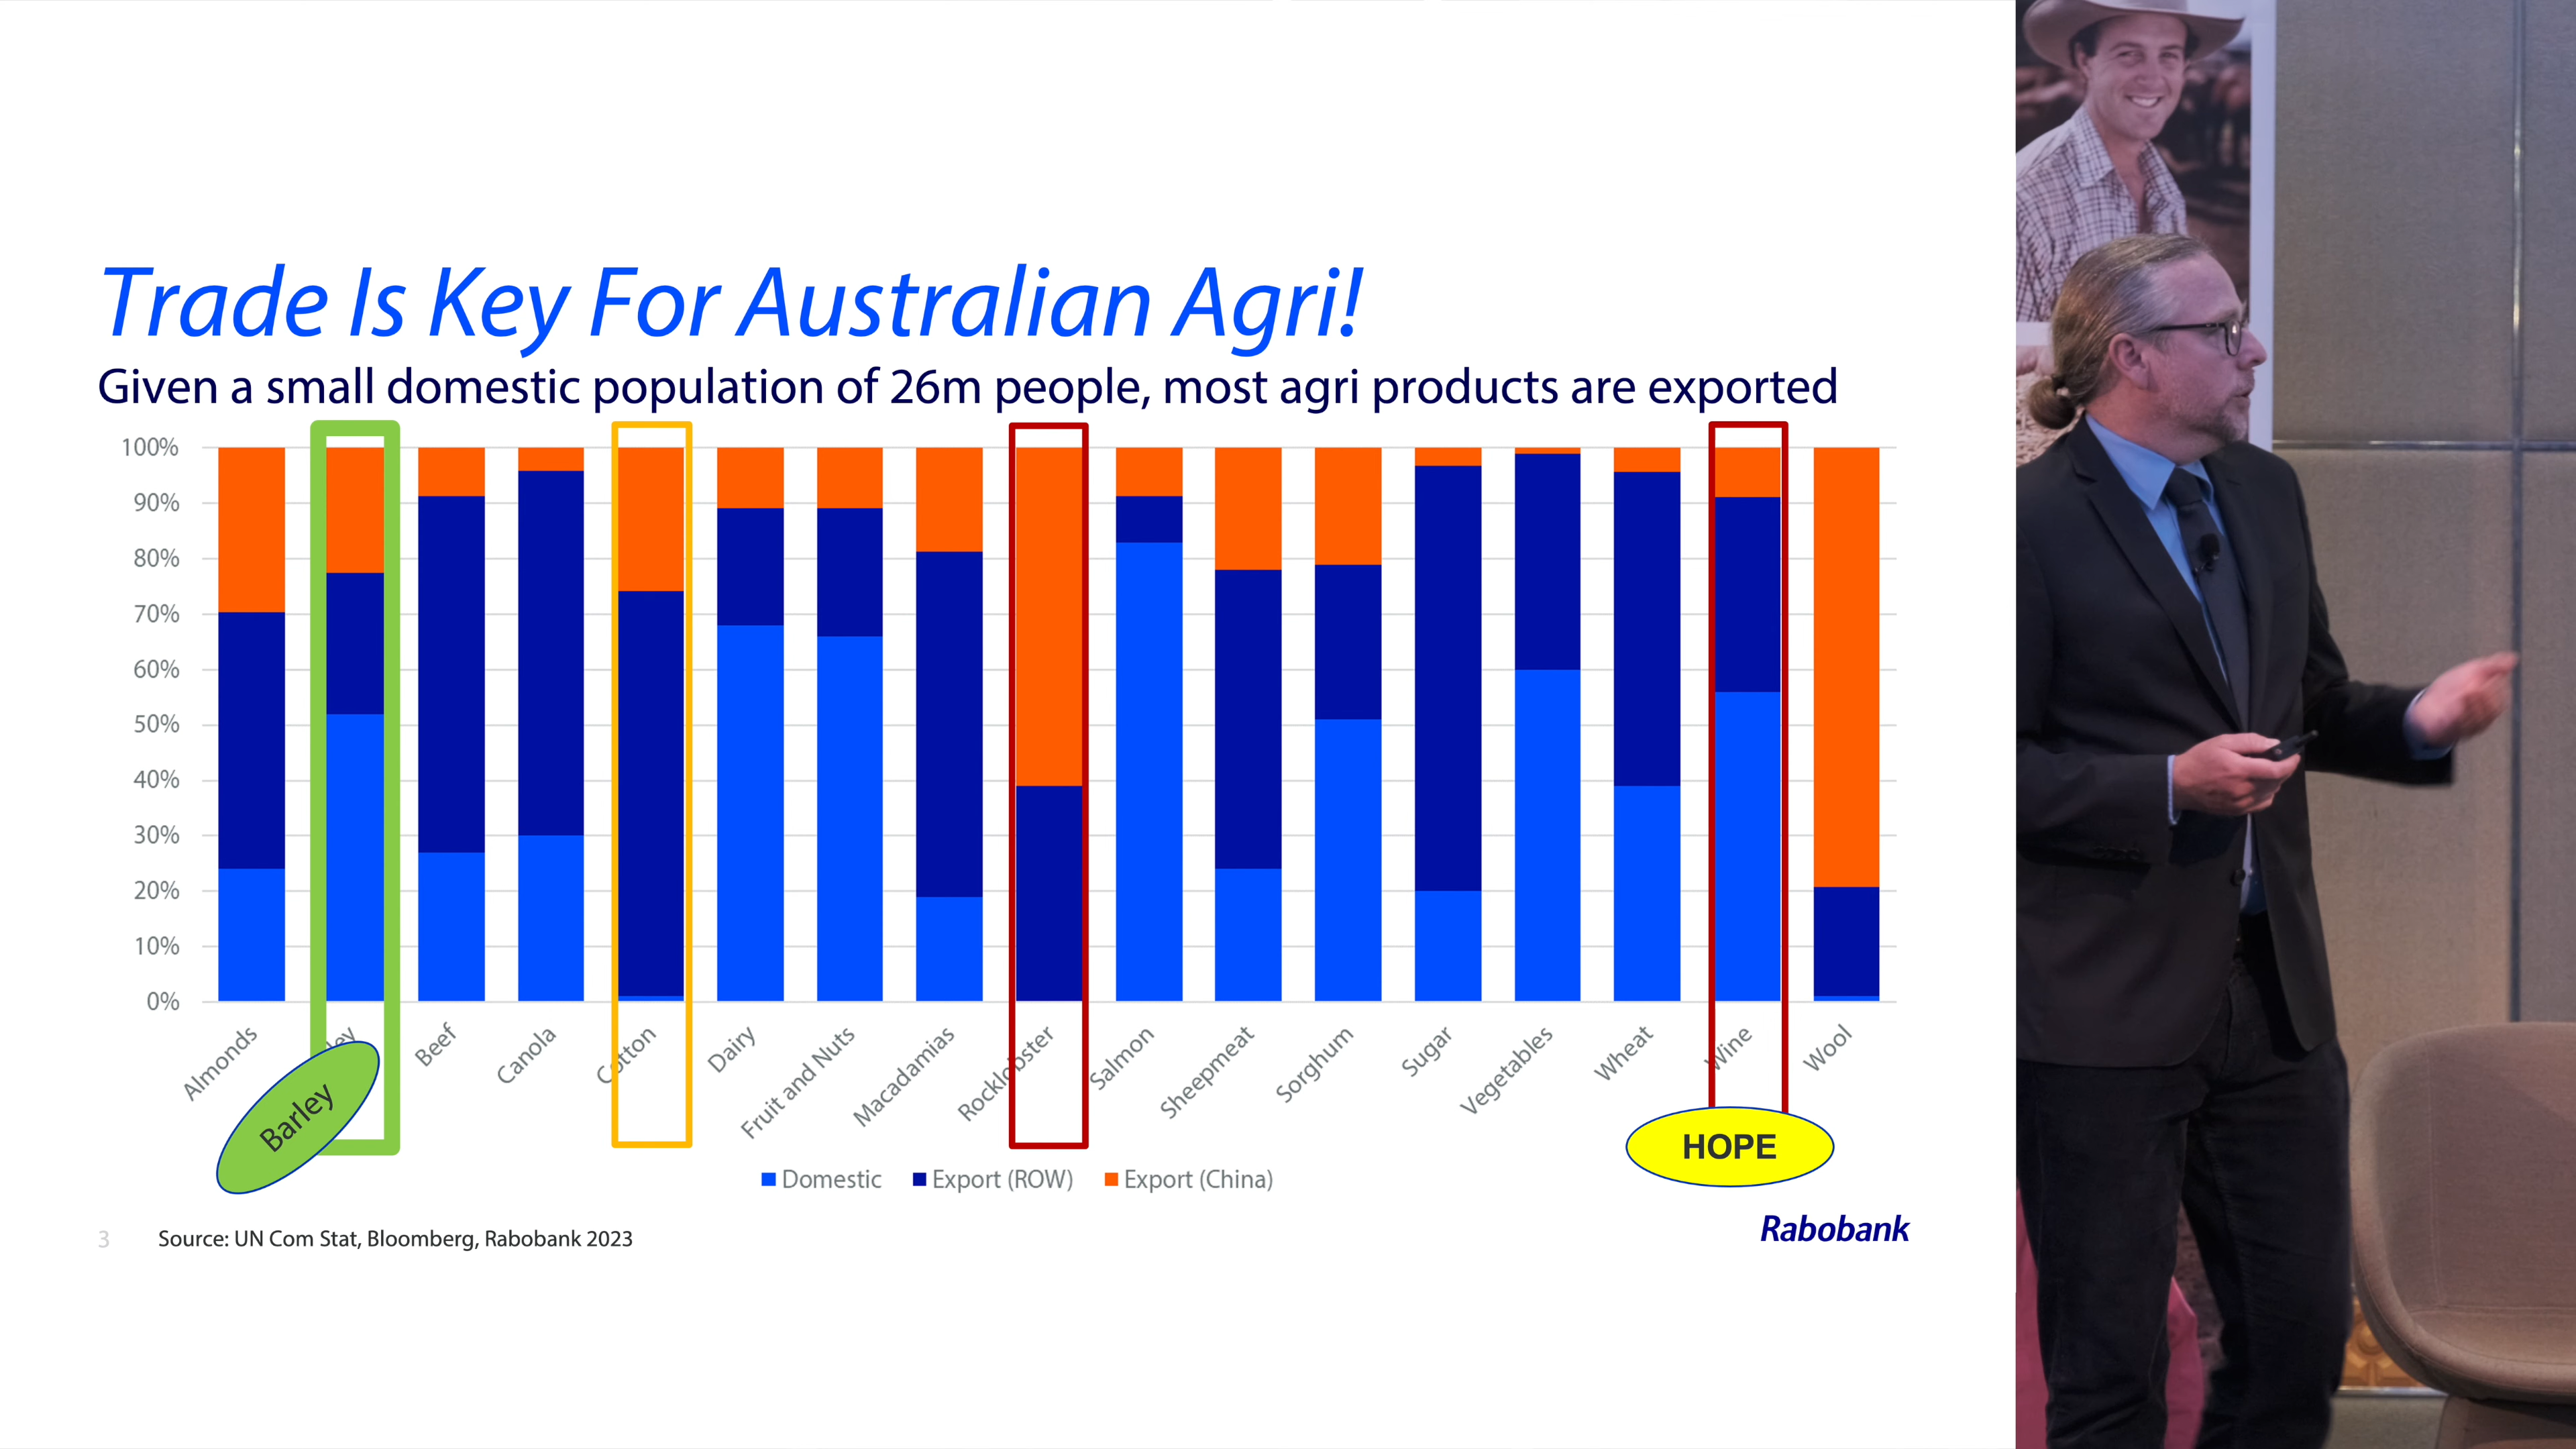 Trade Is Key For Australian Agri!
Given a small domestic population of 26m people, most agri products are exported
100%
90%
80%
70%
60%
50%
40%
30%
20%
10%
0%
Almonds
ley
Beef
Canola
Cotton
Dairy
Fruit and Nuts
Macadamias
Rocklobster
Salmon
Sheepmeat
Sorghum
Sugar
Vegetables
Wheat
Wine
Wool
Barley
HOPE
Domestic Export (ROW) Export (China)
3 Source: UN Com Stat, Bloomberg, Rabobank 2023
Rabobank